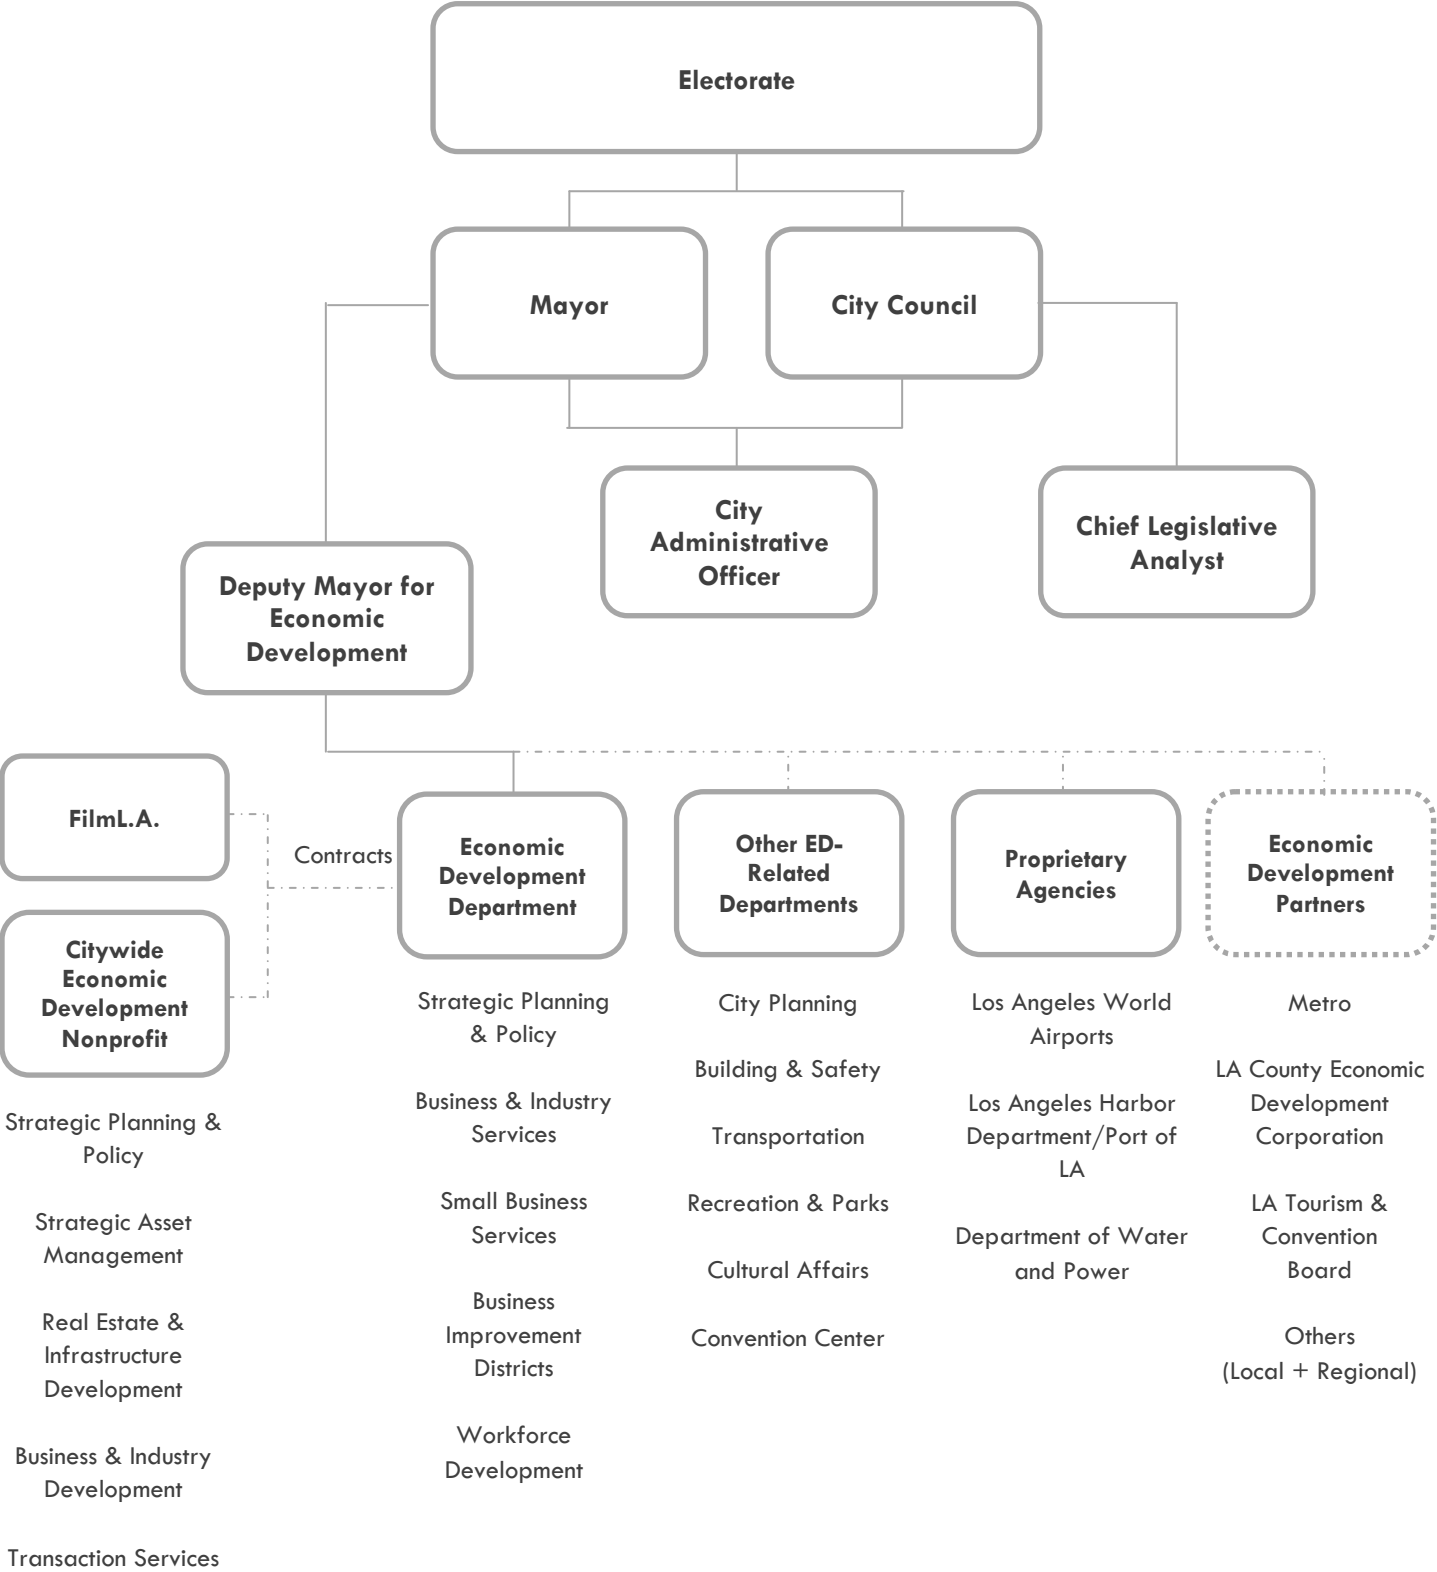 Electorate
Mayor
City Council
City
Administrative
Officer
Chief Legislative
Analyst
Deputy Mayor for
Economic
Development
FilmL.A.
Contracts
Citywide
Economic
Development
Nonprofit
Strategic Planning &
Policy
Strategic Asset
Management
Real Estate &
Infrastructure
Development
Business & Industry
Development
Transaction Services
Economic
Development
Department
Strategic Planning
& Policy
Business & Industry
Services
Small Business
Services
Business
Improvement
Districts
Workforce
Development
Other ED-
Related
Departments
City Planning
Building & Safety
Transportation
Recreation & Parks
Cultural Affairs
Convention Center
Proprietary
Agencies
Los Angeles World
Airports
Los Angeles Harbor
Department/Port of
LA
Department of Water
and Power
Economic
Development
Partners
Metro
LA County Economic
Development
Corporation
LA Tourism &
Convention
Board
Others
(Local + Regional)